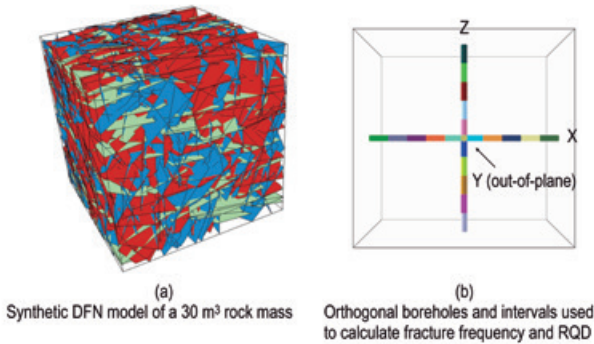 Z
X
Y (out-of-plane)
(a)
Synthetic DFN model of a 30 m³ rock mass
(b)
Orthogonal boreholes and intervals used
to calculate fracture frequency and RQD